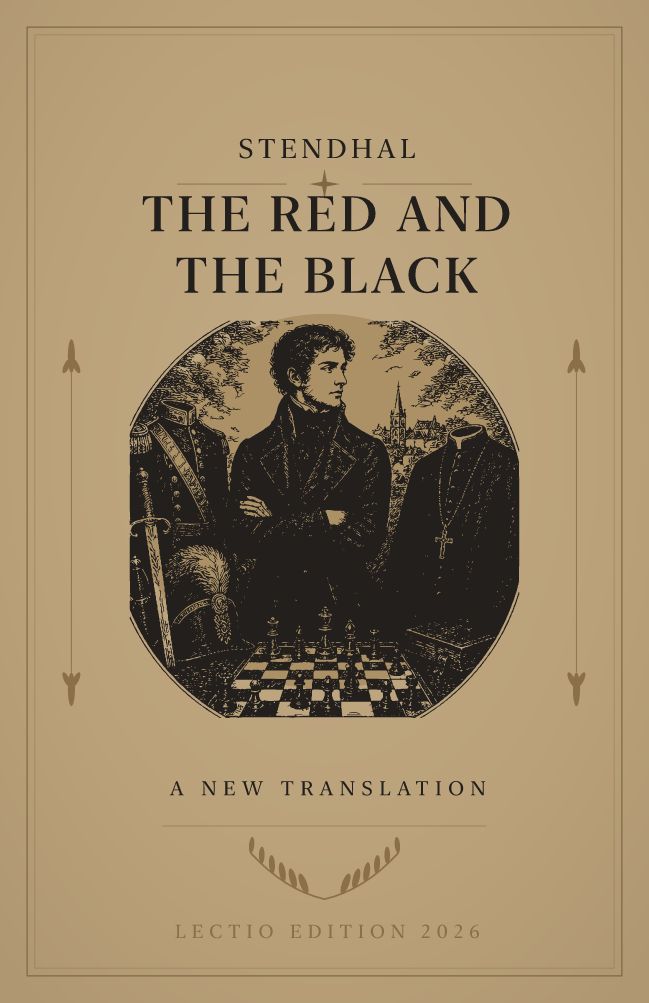 STENDHAL
THE RED AND
THE BLACK
A NEW TRANSLATION
LECTIO EDITION 2026